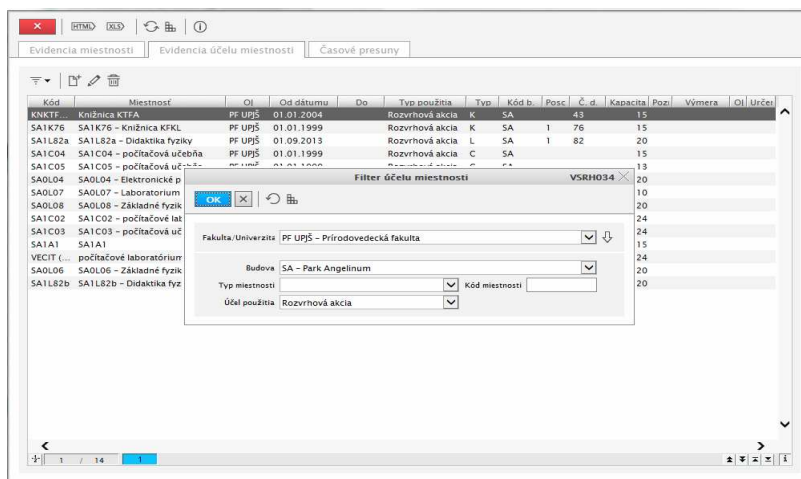 HTML XLS
Evidencia miestností Evidencia účelu miestností Časové presuny
Kód Miestnosť OJ Od dátumu Do Typ použitia Typ Kód b. Posc Č. d. Kapacita Pozi Výmera OJ Určer
KNKTF... Knižnica KTFA PF UPJŠ 01.01.2004 Rozvrhová akcia K SA 43 15
SA1K76 SA1K76 – Knižnica KFKL PF UPJŠ 01.01.1999 Rozvrhová akcia K SA 1 76 15
SA1L82a SA1L82a – Didaktika fyziky PF UPJŠ 01.09.2013 Rozvrhová akcia L SA 1 82 20
SA1C04 SA1C04 – počítačová učebňa PF UPJŠ 01.01.1999 Rozvrhová akcia C SA 15
SA1C05 SA1C05 – počítačová 13
Filter účelu miestnosti VSRH034
SA0L04 SA0L04 – Elektronické p 20
SA0L07 SA0L07 – Laboratorium 10
OK
SA0L08 SA0L08 – Základné fyzik 20
SA1C02 SA1C02 – počítačové lab 24
SA1C03 SA1C03 – počítačová uč 24
Fakulta/Univerzita PF UPJŠ – Prírodovedecká fakulta
SA1A1 SA1A1 15
VECIT (... počítačové laboratórium 24
Budova SA – Park Angelinum
SA0L06 SA0L06 – Základné fyzik 20
SA1L82b SA1L82b – Didaktika fyz 20
Typ miestnosti Kód miestnosti
Účel použitia Rozvrhová akcia
1 / 14 1